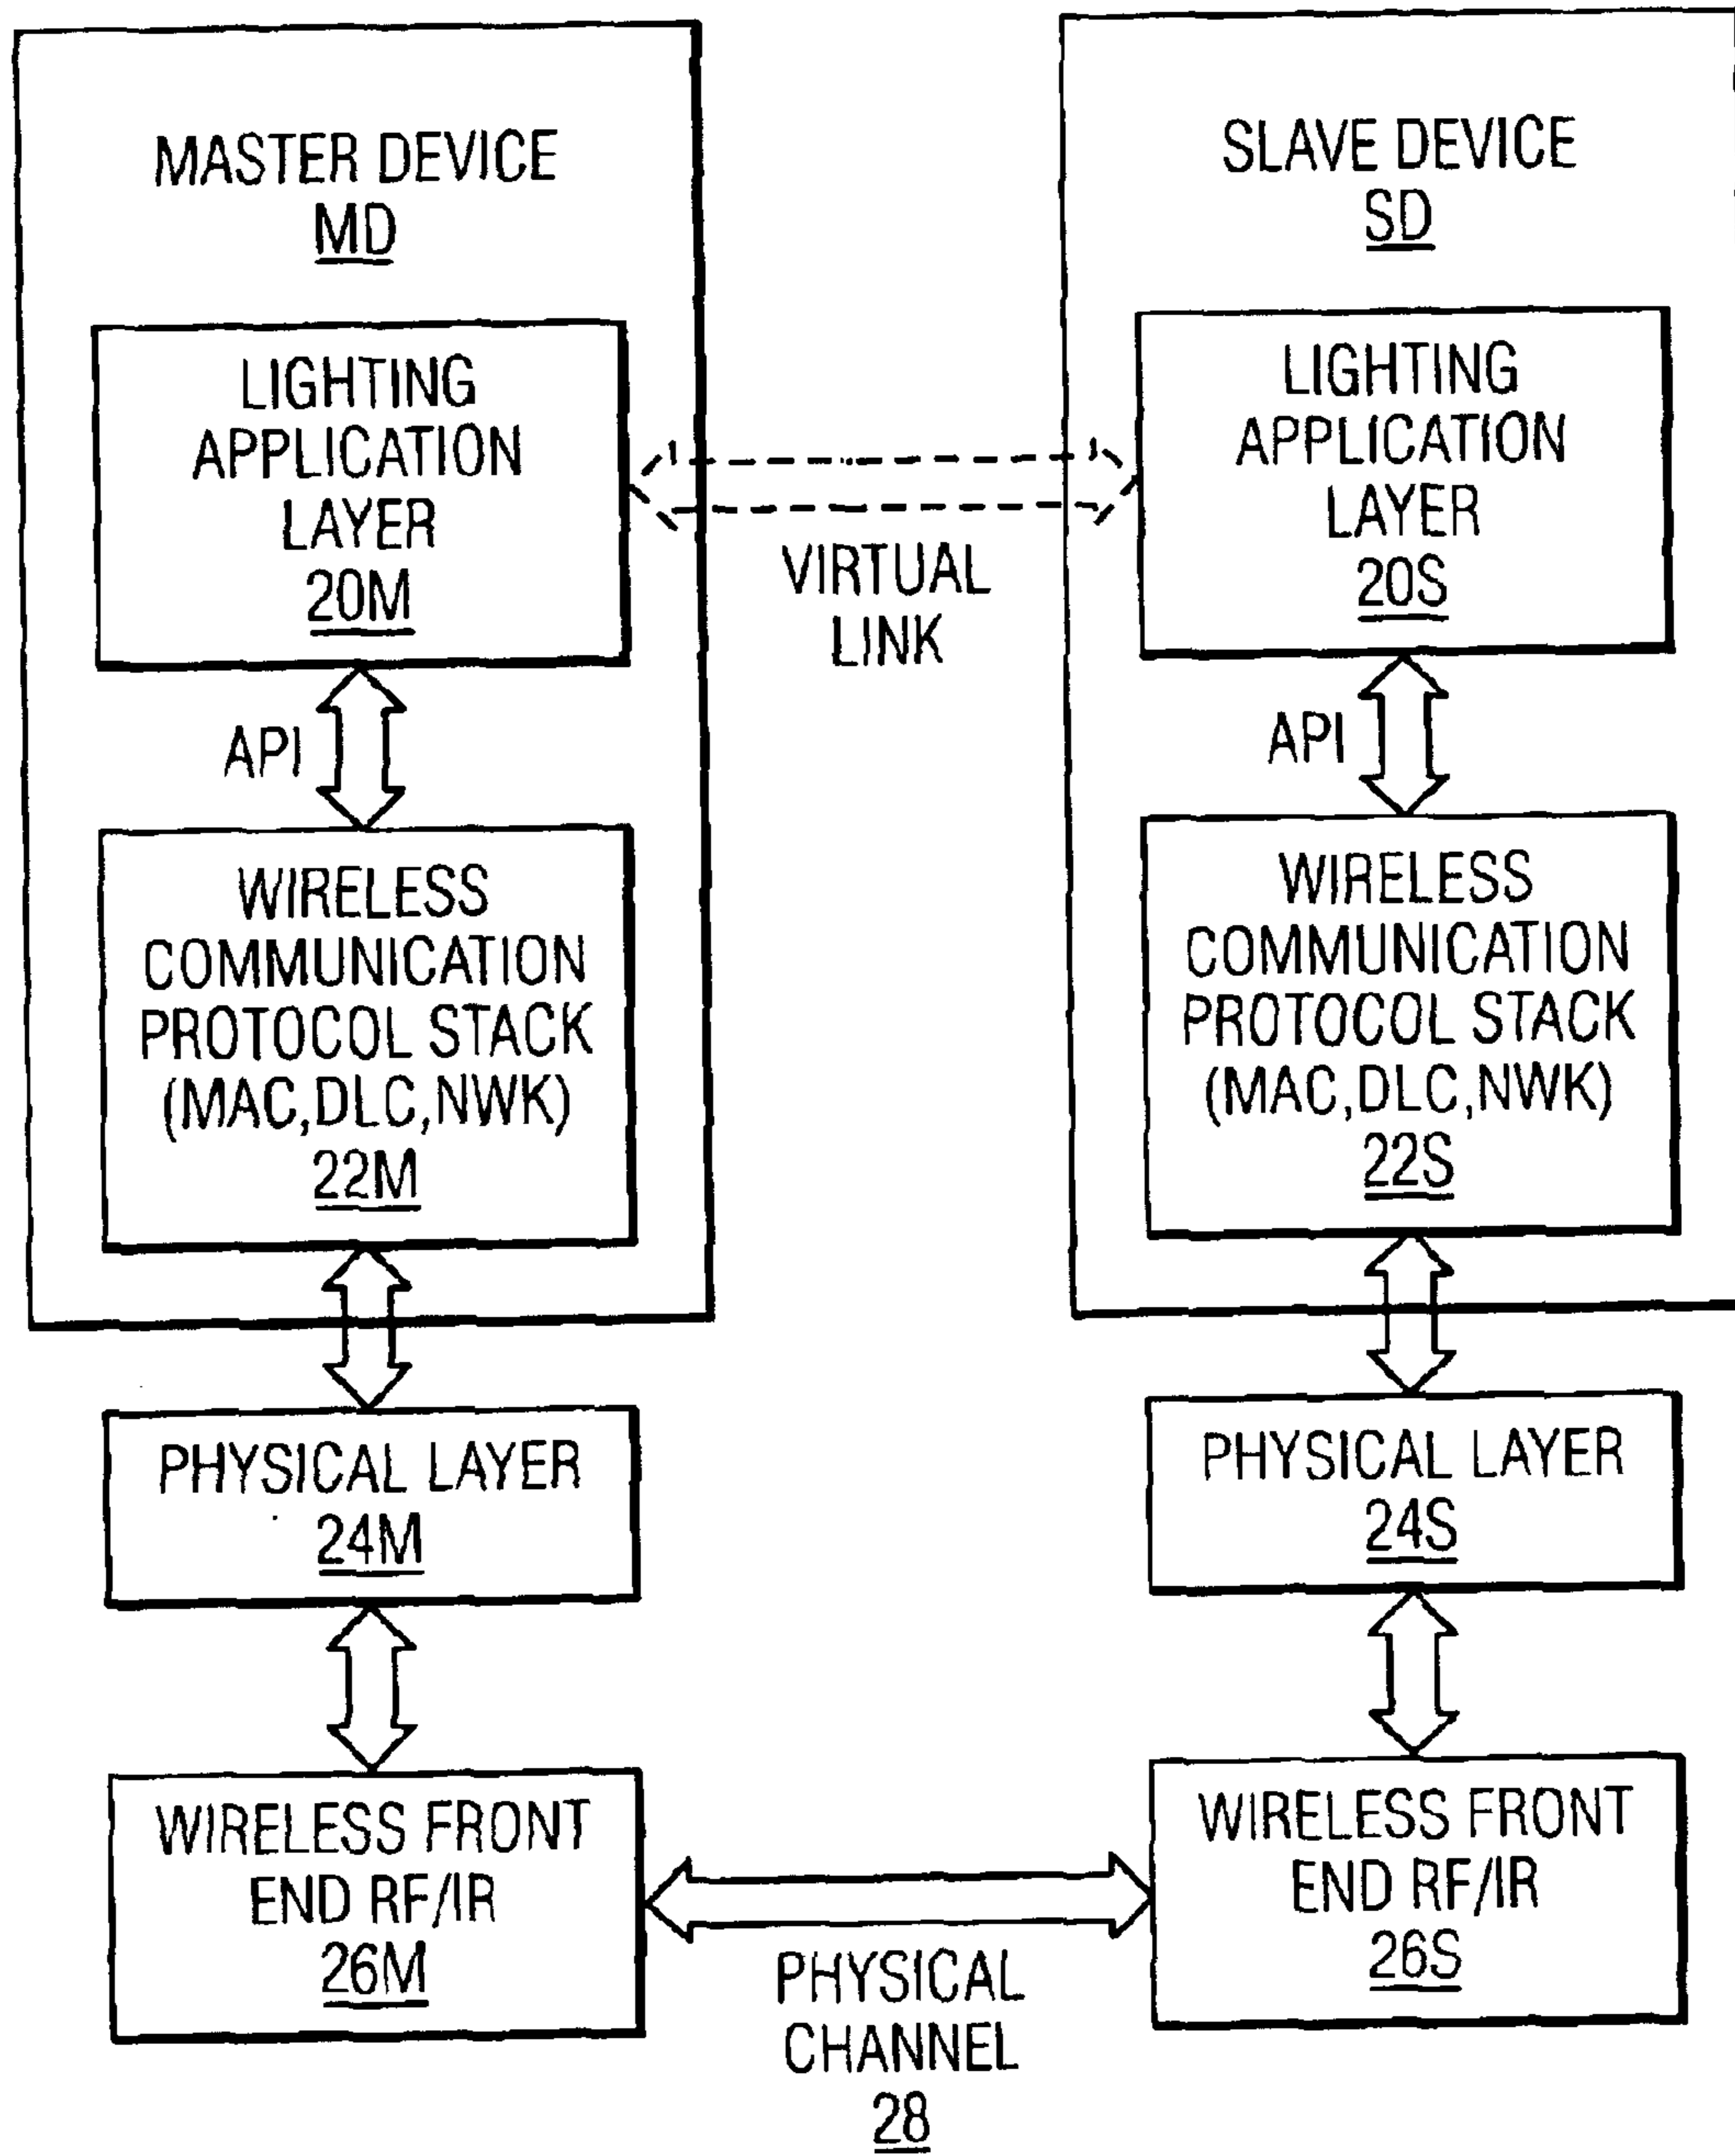 MASTER DEVICE
MD
LIGHTING
APPLICATION
LAYER
20M
API
WIRELESS
COMMUNICATION
PROTOCOL STACK
(MAC,DLC,NWK)
22M
PHYSICAL LAYER
24M
WIRELESS FRONT
END RF/IR
26M
VIRTUAL
LINK
PHYSICAL
CHANNEL
28
SLAVE DEVICE
SD
LIGHTING
APPLICATION
LAYER
20S
API
WIRELESS
COMMUNICATION
PROTOCOL STACK
(MAC,DLC,NWK)
22S
PHYSICAL LAYER
24S
WIRELESS FRONT
END RF/IR
26S